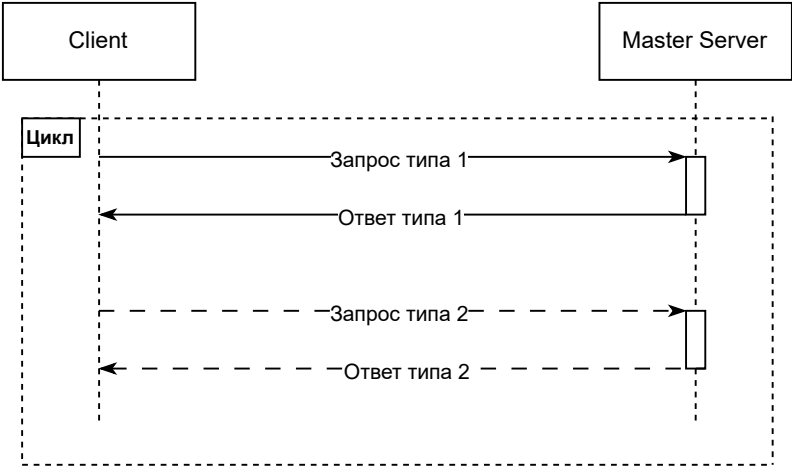 Client
Master Server
Цикл
Запрос типа 1
Ответ типа 1
Запрос типа 2
Ответ типа 2